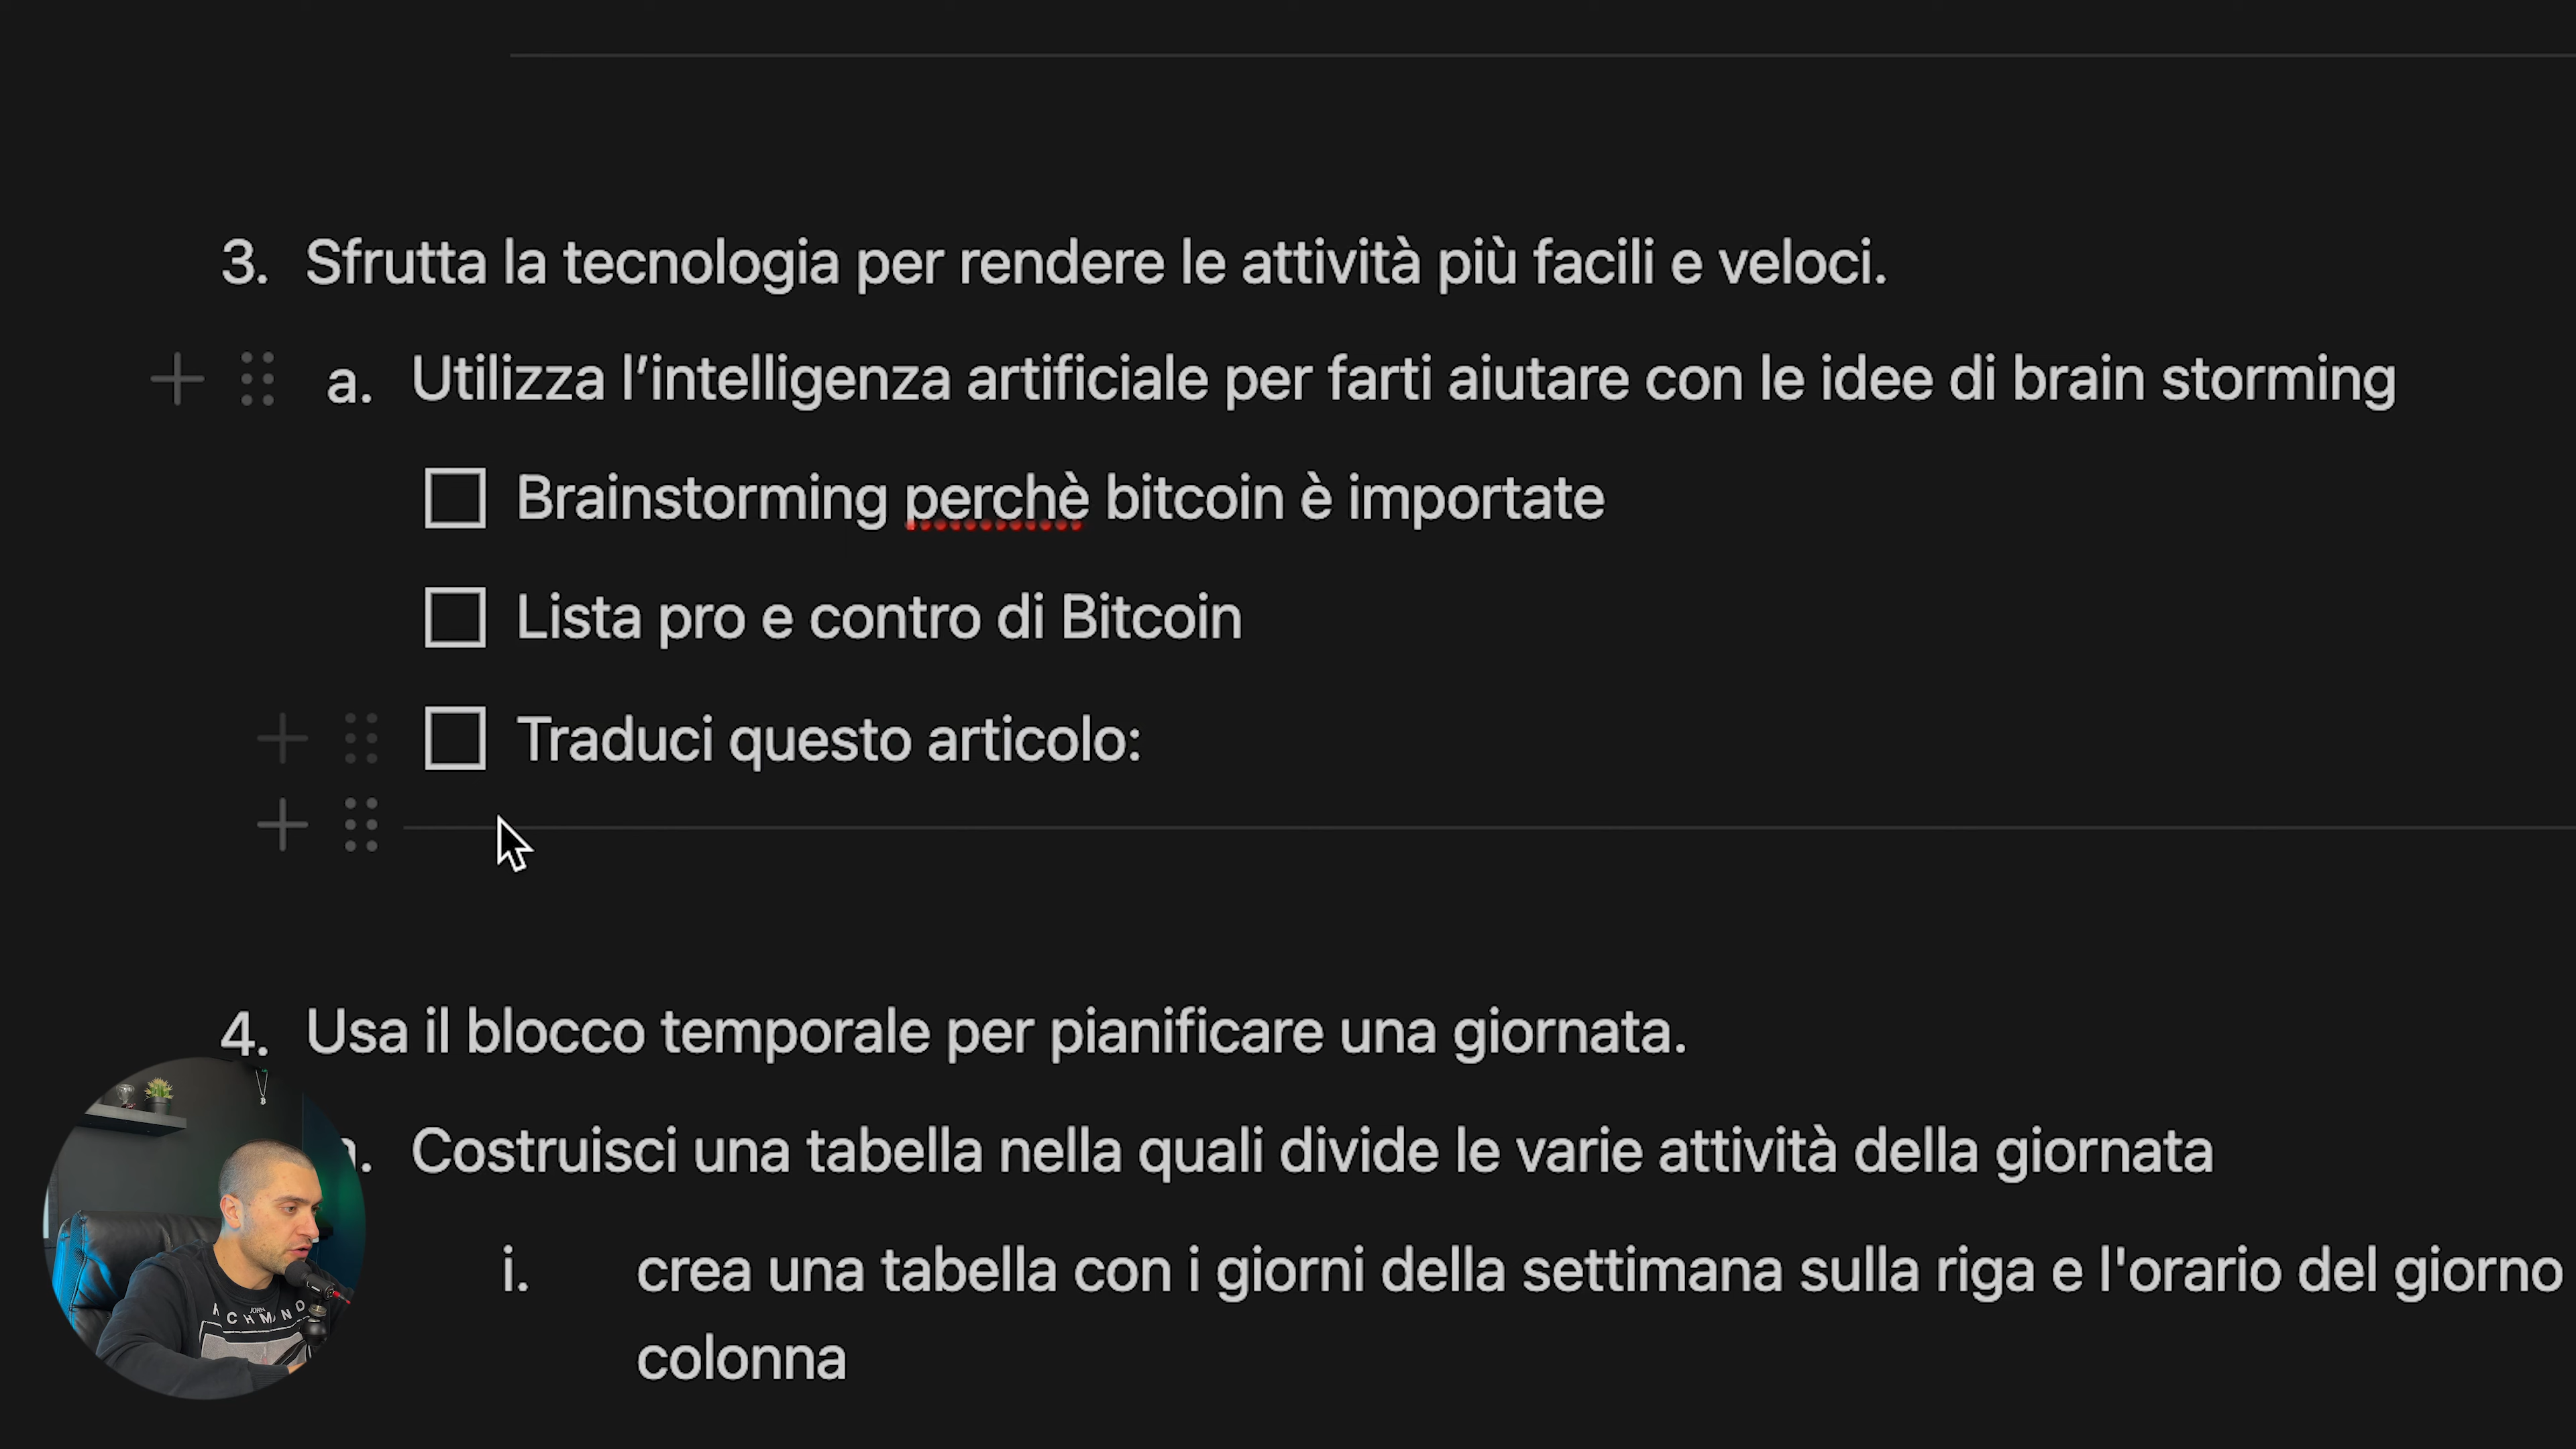 3. Sfrutta la tecnologia per rendere le attività più facili e veloci.
a. Utilizza l’intelligenza artificiale per farti aiutare con le idee di brain storming
Brainstorming perchè bitcoin è importate
Lista pro e contro di Bitcoin
Traduci questo articolo:
4. Usa il blocco temporale per pianificare una giornata.
Costruisci una tabella nella quali divide le varie attività della giornata
i. crea una tabella con i giorni della settimana sulla riga e l'orario del giorno
colonna
JOHN